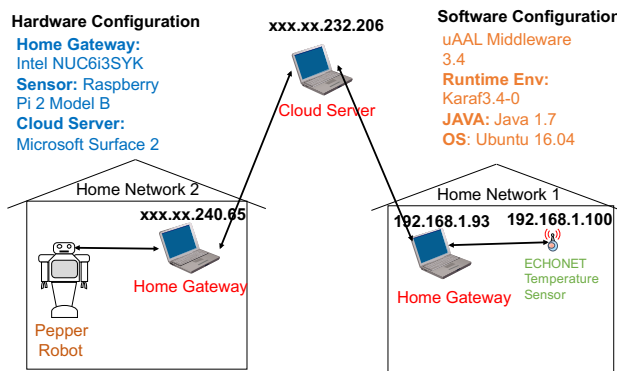 Hardware Configuration
Home Gateway:
Intel NUC6i3SYK
Sensor: Raspberry
Pi 2 Model B
Cloud Server:
Microsoft Surface 2
xxx.xx.232.206
Cloud Server
Software Configuration
uAAL Middleware
3.4
Runtime Env:
Karaf3.4-0
JAVA: Java 1.7
OS: Ubuntu 16.04
Home Network 2
xxx.xx.240.65
Home Gateway
Pepper
Robot
Home Network 1
192.168.1.93
192.168.1.100
Home Gateway
ECHONET
Temperature
Sensor